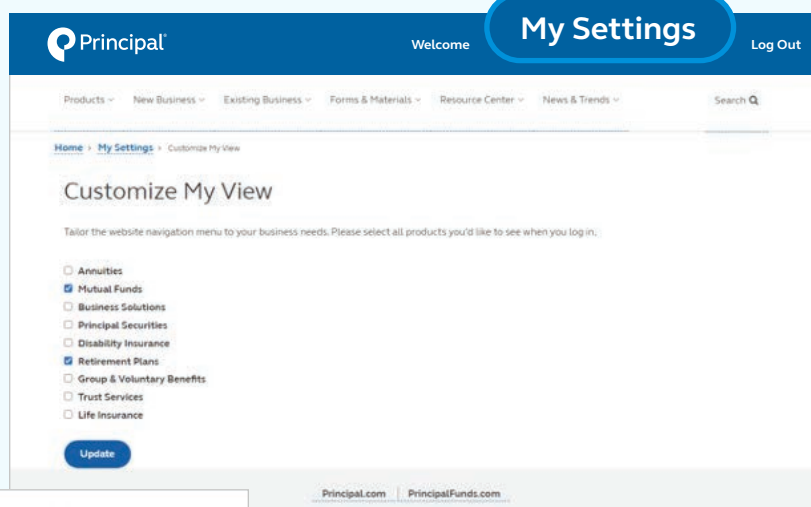 Principal®
Welcome My Settings Log Out
Products New Business Existing Business Forms & Materials Resource Center News & Trends Search
Home › My Settings › Customize My View
Customize My View
Tailor the website navigation menu to your business needs. Please select all products you'd like to see when you log in.
Annuities
Mutual Funds
Business Solutions
Principal Securities
Disability Insurance
Retirement Plans
Group & Voluntary Benefits
Trust Services
Life Insurance
Update
Principal.com | PrincipalFunds.com